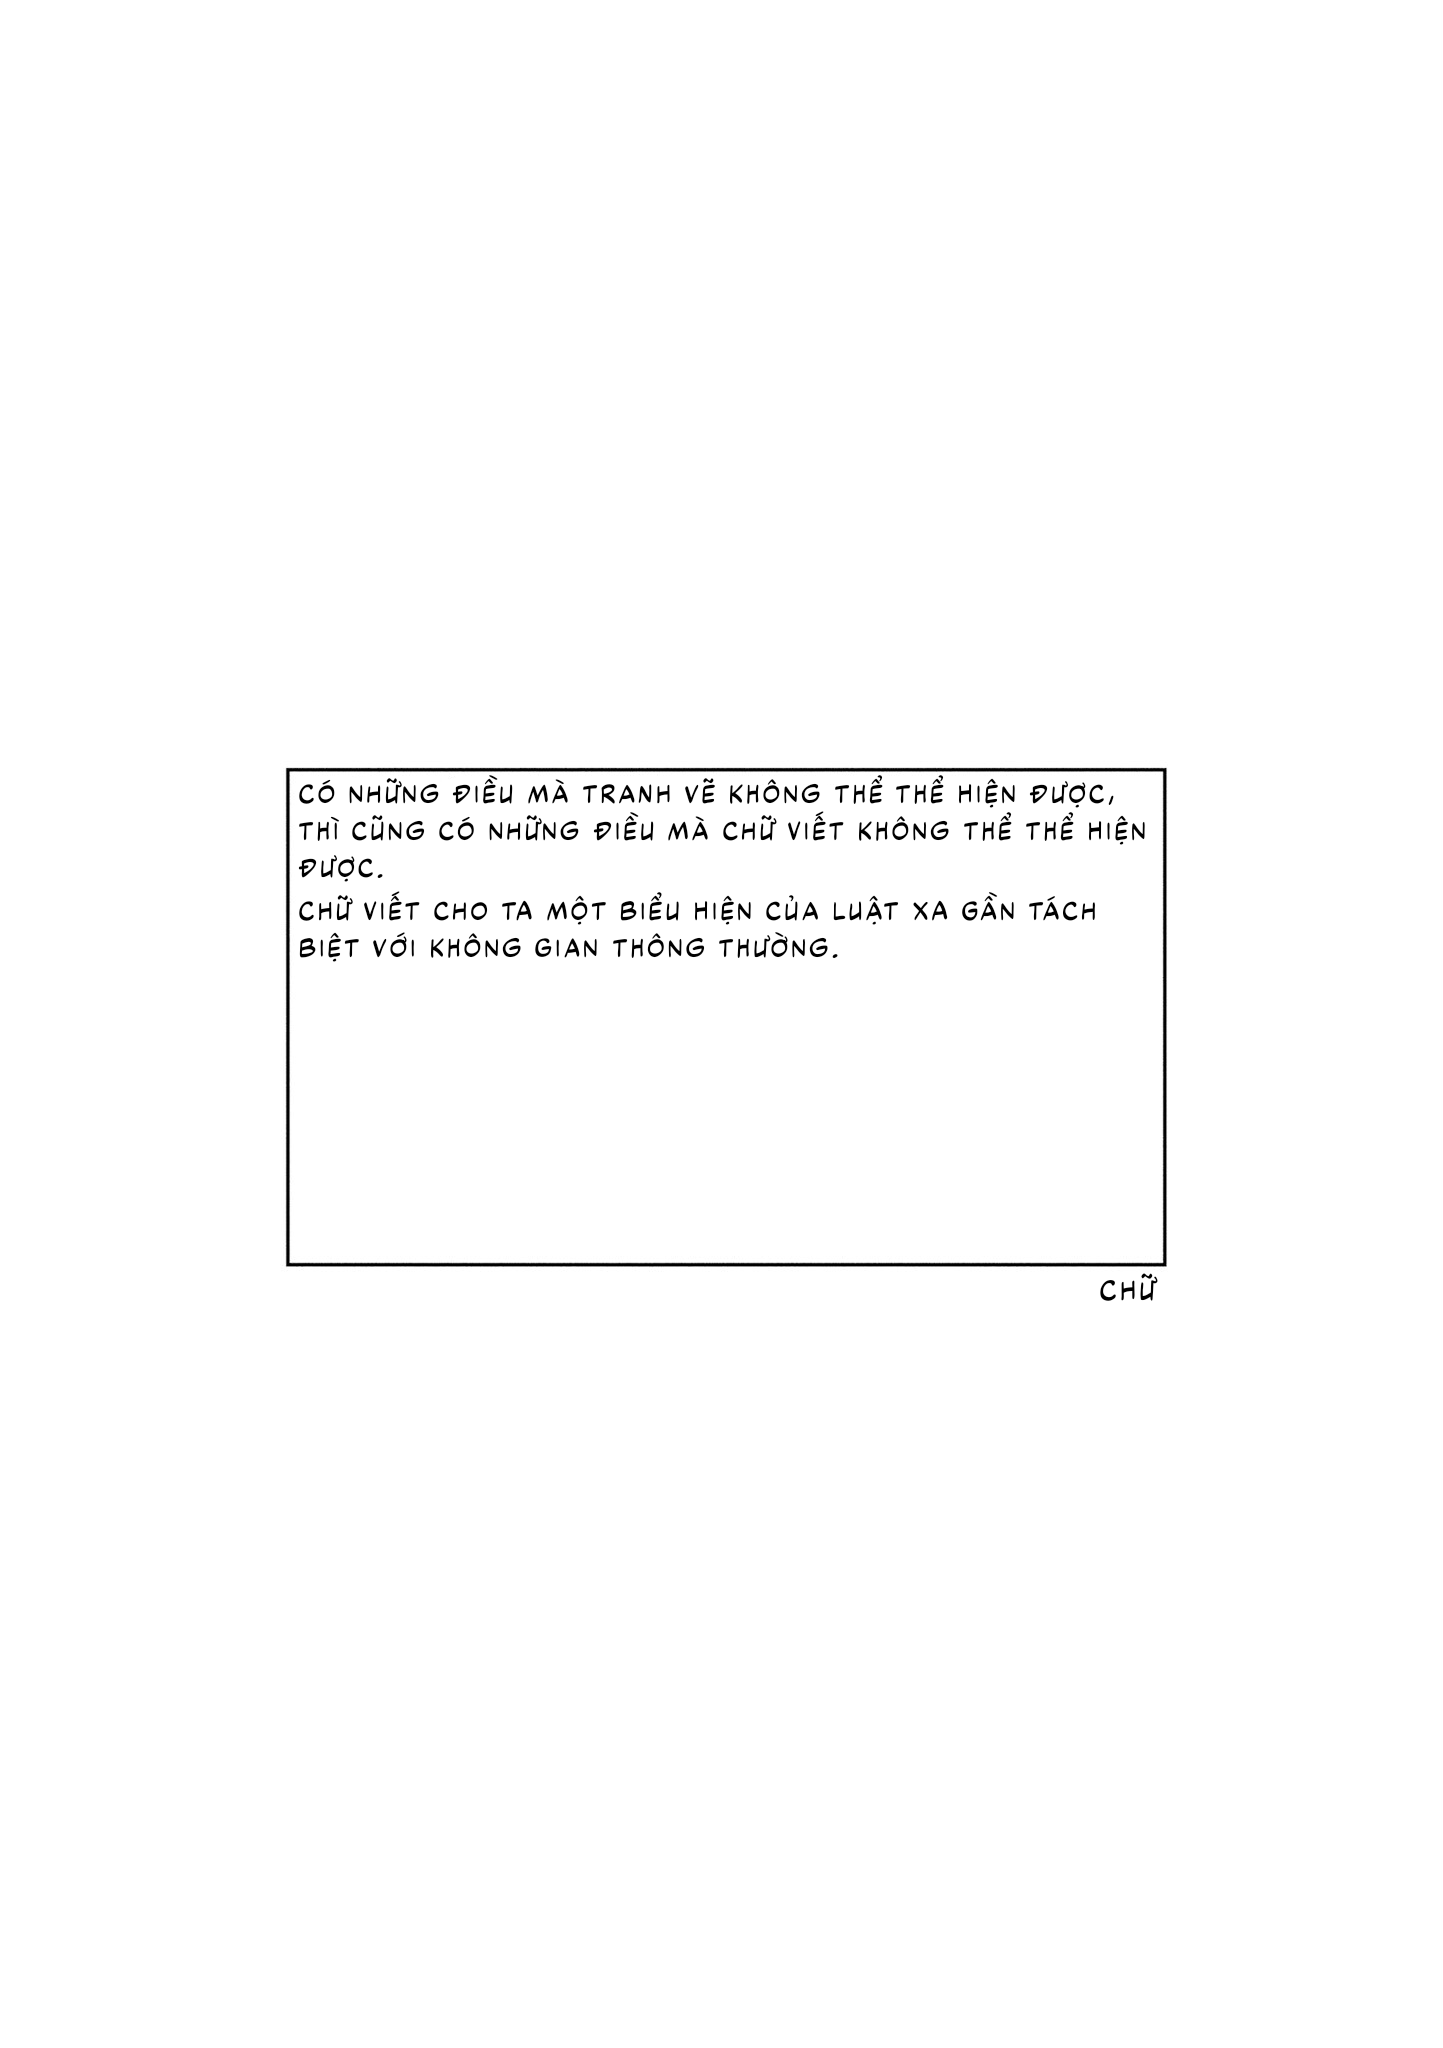 CÓ NHỮNG ĐIỀU MÀ TRANH VẼ KHÔNG THỂ THỂ HIỆN ĐƯỢC,
THÌ CŨNG CÓ NHỮNG ĐIỀU MÀ CHỮ VIẾT KHÔNG THỂ THỂ HIỆN
ĐƯỢC.
CHỮ VIẾT CHO TA MỘT BIỂU HIỆN CỦA LUẬT XA GẦN TÁCH
BIỆT VỚI KHÔNG GIAN THÔNG THƯỜNG.
CHỮ